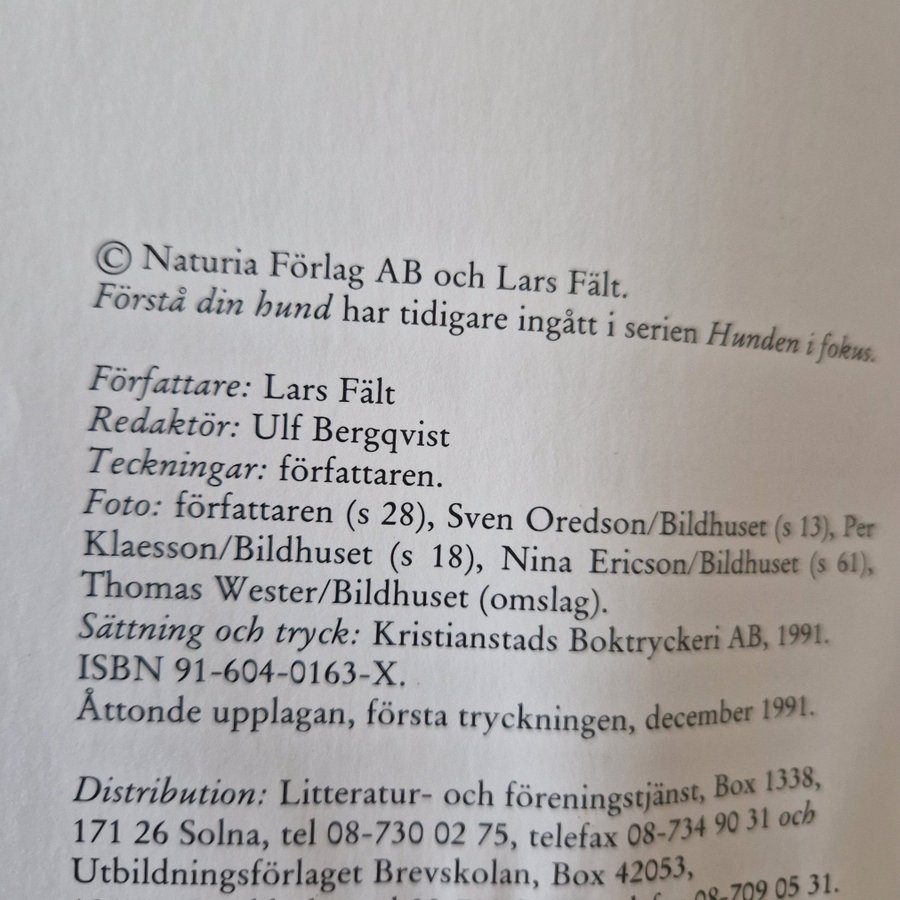 © Naturia Förlag AB och Lars Fält.
Förstå din hund har tidigare ingått i serien Hunden i fokus.
Författare: Lars Fält
Redaktör: Ulf Bergqvist
Teckningar: författaren.
Foto: författaren (s 28), Sven Oredson/Bildhuset (s 13), Per
Klaesson/Bildhuset (s 18), Nina Ericson/Bildhuset (s 61),
Thomas Wester/Bildhuset (omslag).
Sättning och tryck: Kristianstads Boktryckeri AB, 1991.
ISBN 91-604-0163-X.
Åttonde upplagan, första tryckningen, december 1991.
Distribution: Litteratur- och föreningstjänst, Box 1338,
171 26 Solna, tel 08-730 02 75, telefax 08-734 90 31 och
Utbildningsförlaget Brevskolan, Box 42053,
08-709 05 31.